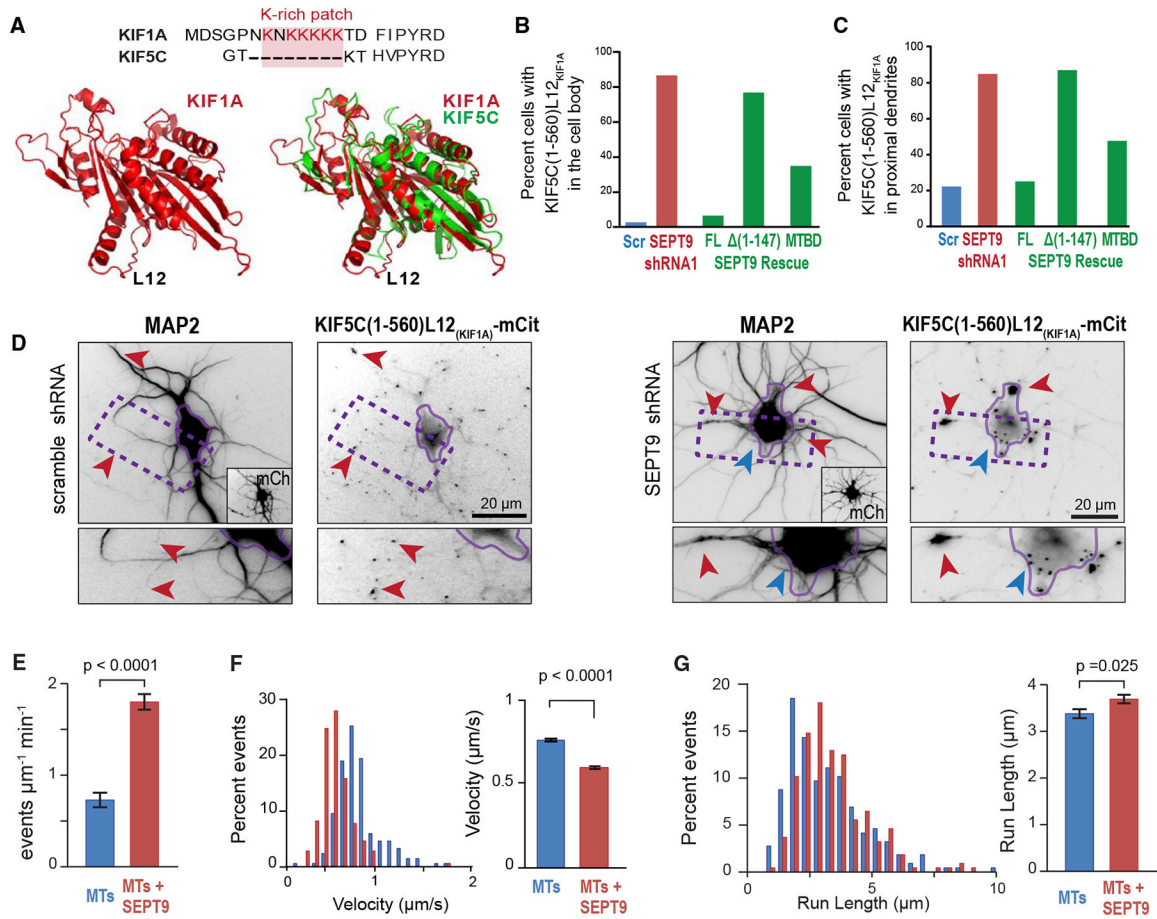 A
K-rich patch
KIF1A MDSGPNKNKKKKKTD FIPYRD
KIF5C GT----------KT HVPYRD
KIF1A
L12
KIF1A
KIF5C
L12
B
Percent cells with
KIF5C(1-560)L12KIF1A
in the cell body
100
80
60
40
20
0
Scr SEPT9 FL Δ(1-147) MTBD
shRNA1 SEPT9 Rescue
C
Percent cells with
KIF5C(1-560)L12KIF1A
in proximal dendrites
100
80
60
40
20
0
Scr SEPT9 FL Δ(1-147) MTBD
shRNA1 SEPT9 Rescue
D
scramble shRNA
MAP2
mCh
KIF5C(1-560)L12(KIF1A)-mCit
20 µm
SEPT9 shRNA
MAP2
mCh
KIF5C(1-560)L12(KIF1A)-mCit
20 µm
E
p < 0.0001
events µm-1 min-1
2
1
0
MTs MTs +
SEPT9
F
Percent events
30
20
10
0
0 1 2
Velocity (µm/s)
p < 0.0001
Velocity (µm/s)
1
0.5
0
MTs MTs +
SEPT9
G
Percent events
20
15
10
5
0
0 5 10
Run Length (µm)
p =0.025
Run Length (µm)
4
3
2
1
0
MTs MTs +
SEPT9